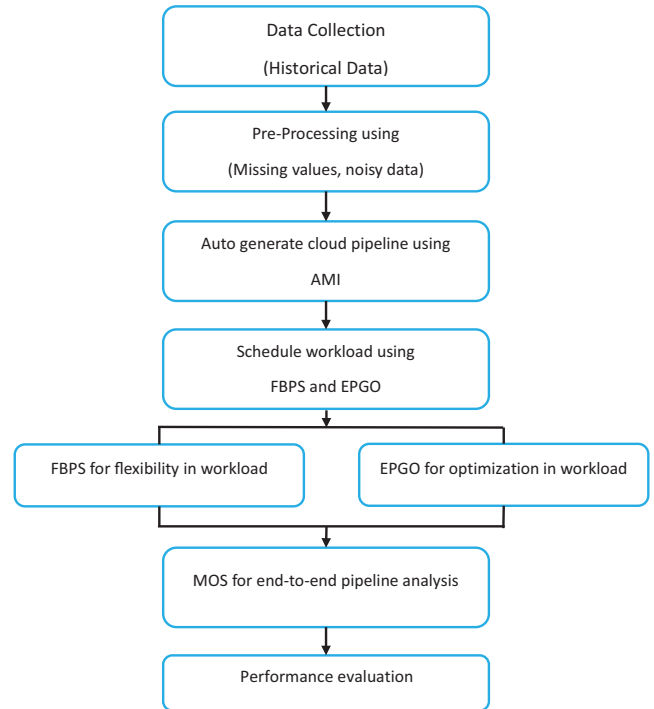 Data Collection
(Historical Data)
Pre-Processing using
(Missing values, noisy data)
Auto generate cloud pipeline using
AMI
Schedule workload using
FBPS and EPGO
FBPS for flexibility in workload
EPGO for optimization in workload
MOS for end-to-end pipeline analysis
Performance evaluation